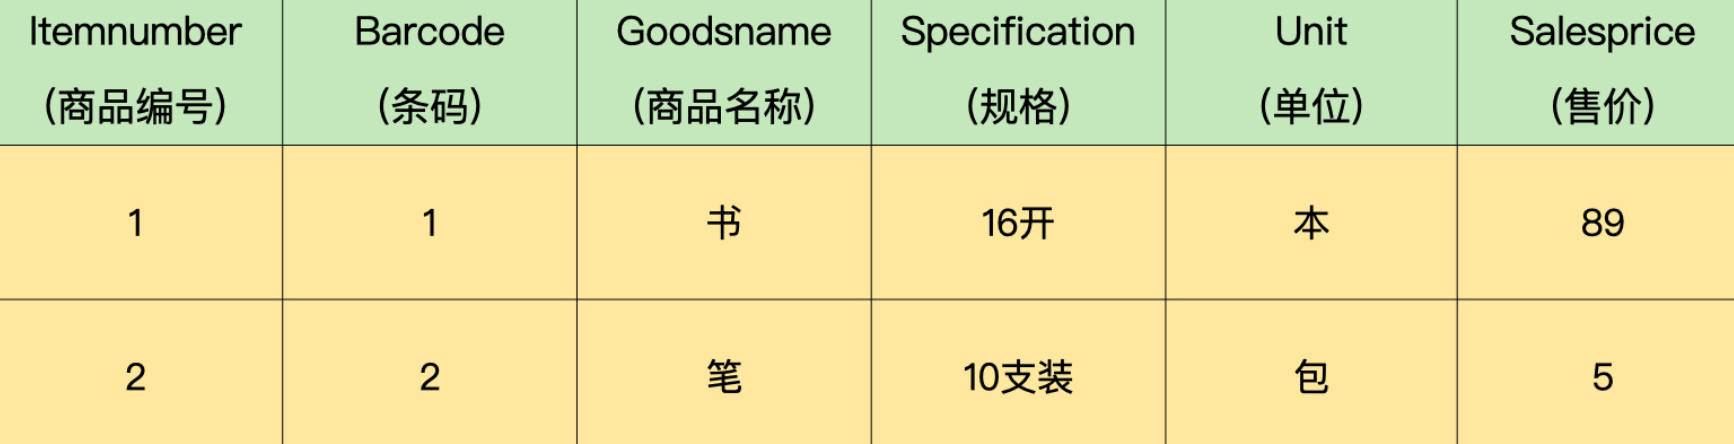 Itemnumber Barcode Goodsname Specification Unit Salesprice
（商品编号） （条码） （商品名称） （规格） （单位） （售价）
1 1 书 16开 本 89
2 2 笔 10支装 包 5